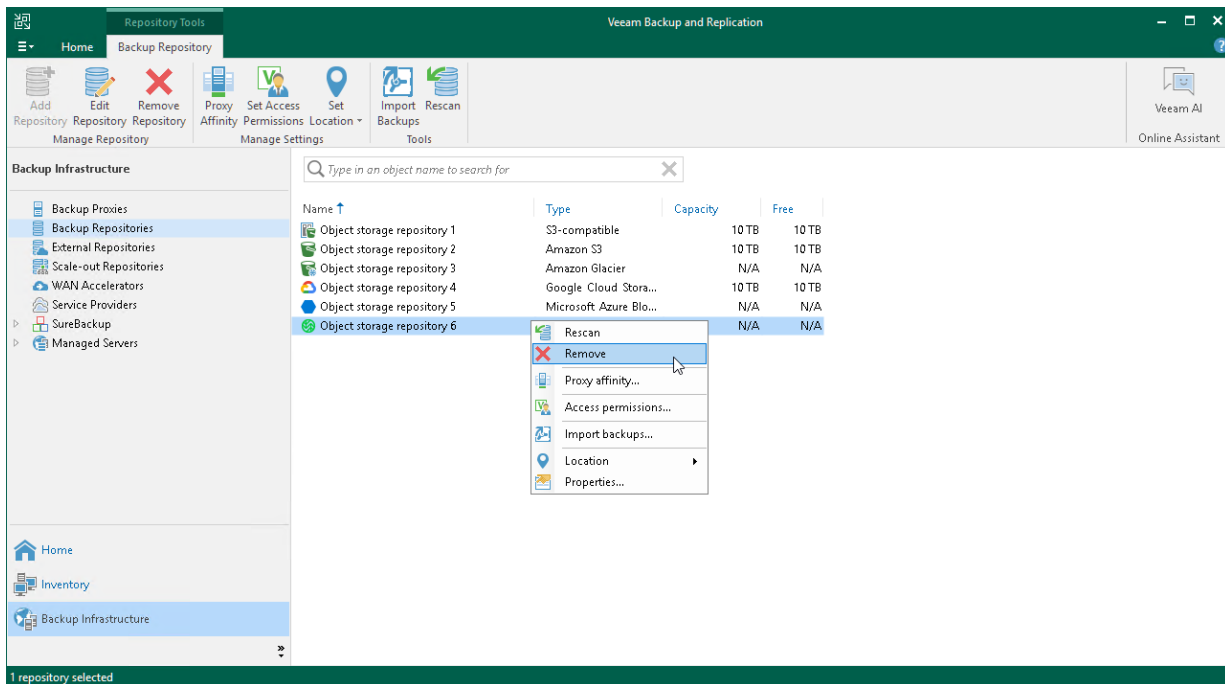 Repository Tools
Veeam Backup and Replication
Home
Backup Repository
Add Repository
Edit Repository
Remove Repository
Manage Repository
Proxy Affinity
Set Access Permissions
Set Location
Manage Settings
Import Backups
Rescan
Tools
Veeam AI
Online Assistant
Backup Infrastructure
Backup Proxies
Backup Repositories
External Repositories
Scale-out Repositories
WAN Accelerators
Service Providers
SureBackup
Managed Servers
Home
Inventory
Backup Infrastructure
Type in an object name to search for
Name Type Capacity Free
Object storage repository 1 S3-compatible 10 TB 10 TB
Object storage repository 2 Amazon S3 10 TB 10 TB
Object storage repository 3 Amazon Glacier N/A N/A
Object storage repository 4 Google Cloud Stora... 10 TB 10 TB
Object storage repository 5 Microsoft Azure Blo... N/A N/A
Object storage repository 6 N/A N/A
Rescan
Remove
Proxy affinity...
Access permissions...
Import backups...
Location
Properties...
1 repository selected